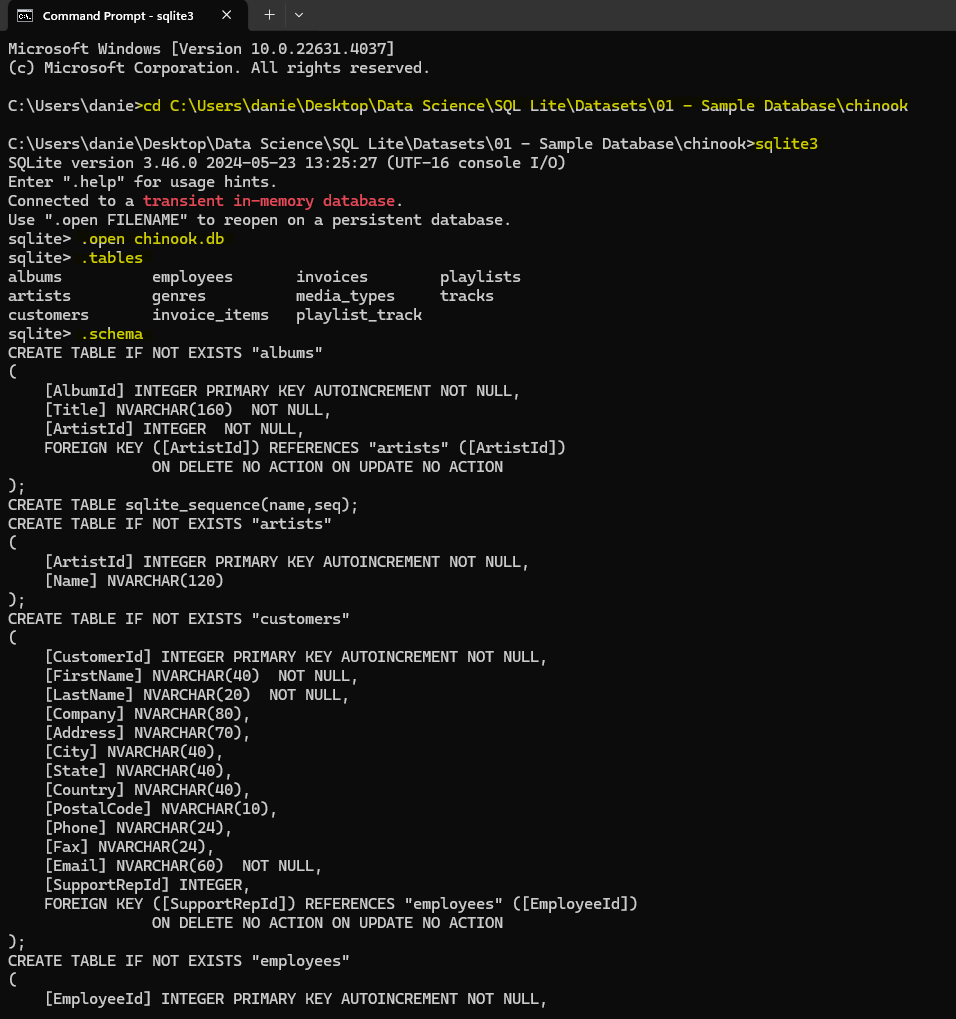 Command Prompt - sqlite3
Microsoft Windows [Version 10.0.22631.4037]
(c) Microsoft Corporation. All rights reserved.
C:\Users\danie>cd C:\Users\danie\Desktop\Data Science\SQL Lite\Datasets\01 - Sample Database\chinook
C:\Users\danie\Desktop\Data Science\SQL Lite\Datasets\01 - Sample Database\chinook>sqlite3
SQLite version 3.46.0 2024-05-23 13:25:27 (UTF-16 console I/O)
Enter ".help" for usage hints.
Connected to a transient in-memory database.
Use ".open FILENAME" to reopen on a persistent database.
sqlite> .open chinook.db
sqlite> .tables
albums          employees       invoices        playlists
artists         genres          media_types     tracks
customers       invoice_items   playlist_track
sqlite> .schema
CREATE TABLE IF NOT EXISTS "albums"
(
    [AlbumId] INTEGER PRIMARY KEY AUTOINCREMENT NOT NULL,
    [Title] NVARCHAR(160)  NOT NULL,
    [ArtistId] INTEGER  NOT NULL,
    FOREIGN KEY ([ArtistId]) REFERENCES "artists" ([ArtistId])
                ON DELETE NO ACTION ON UPDATE NO ACTION
);
CREATE TABLE sqlite_sequence(name,seq);
CREATE TABLE IF NOT EXISTS "artists"
(
    [ArtistId] INTEGER PRIMARY KEY AUTOINCREMENT NOT NULL,
    [Name] NVARCHAR(120)
);
CREATE TABLE IF NOT EXISTS "customers"
(
    [CustomerId] INTEGER PRIMARY KEY AUTOINCREMENT NOT NULL,
    [FirstName] NVARCHAR(40)  NOT NULL,
    [LastName] NVARCHAR(20)  NOT NULL,
    [Company] NVARCHAR(80),
    [Address] NVARCHAR(70),
    [City] NVARCHAR(40),
    [State] NVARCHAR(40),
    [Country] NVARCHAR(40),
    [PostalCode] NVARCHAR(10),
    [Phone] NVARCHAR(24),
    [Fax] NVARCHAR(24),
    [Email] NVARCHAR(60)  NOT NULL,
    [SupportRepId] INTEGER,
    FOREIGN KEY ([SupportRepId]) REFERENCES "employees" ([EmployeeId])
                ON DELETE NO ACTION ON UPDATE NO ACTION
);
CREATE TABLE IF NOT EXISTS "employees"
(
    [EmployeeId] INTEGER PRIMARY KEY AUTOINCREMENT NOT NULL,